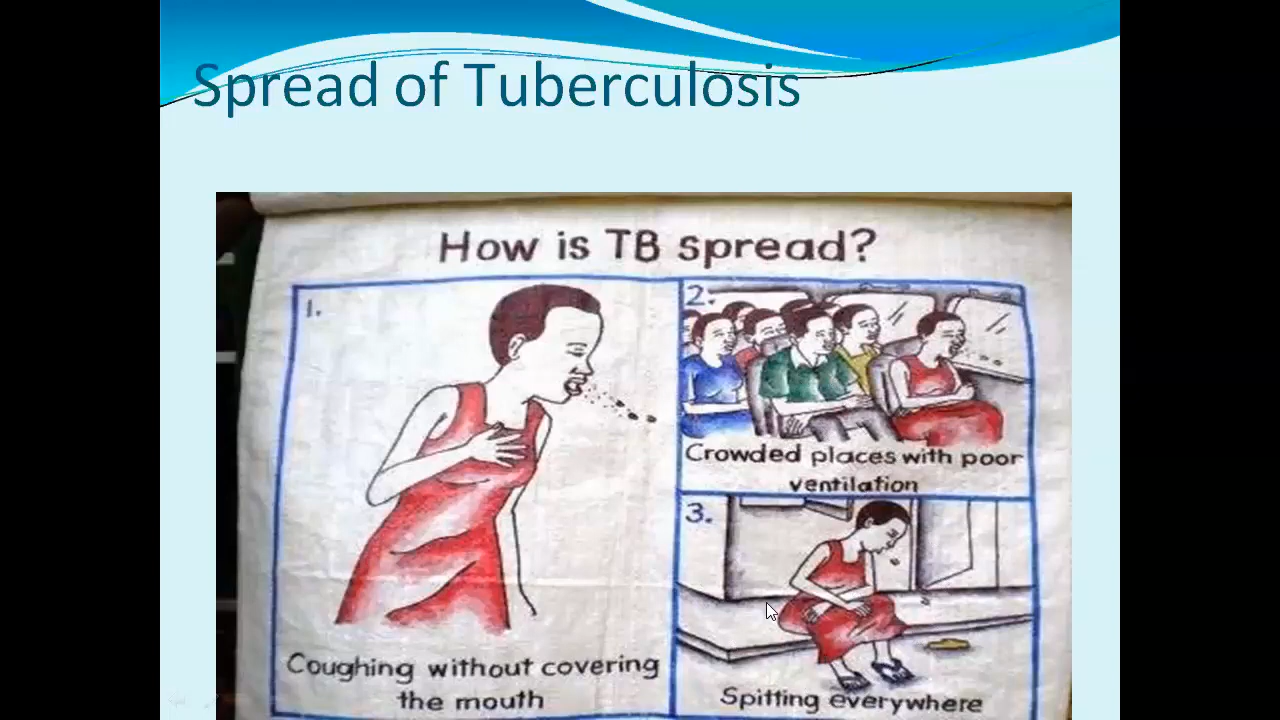 Spread of Tuberculosis
How is TB spread?
1.
Coughing without covering
the mouth
2.
Crowded places with poor
ventilation
3.
Spitting everywhere